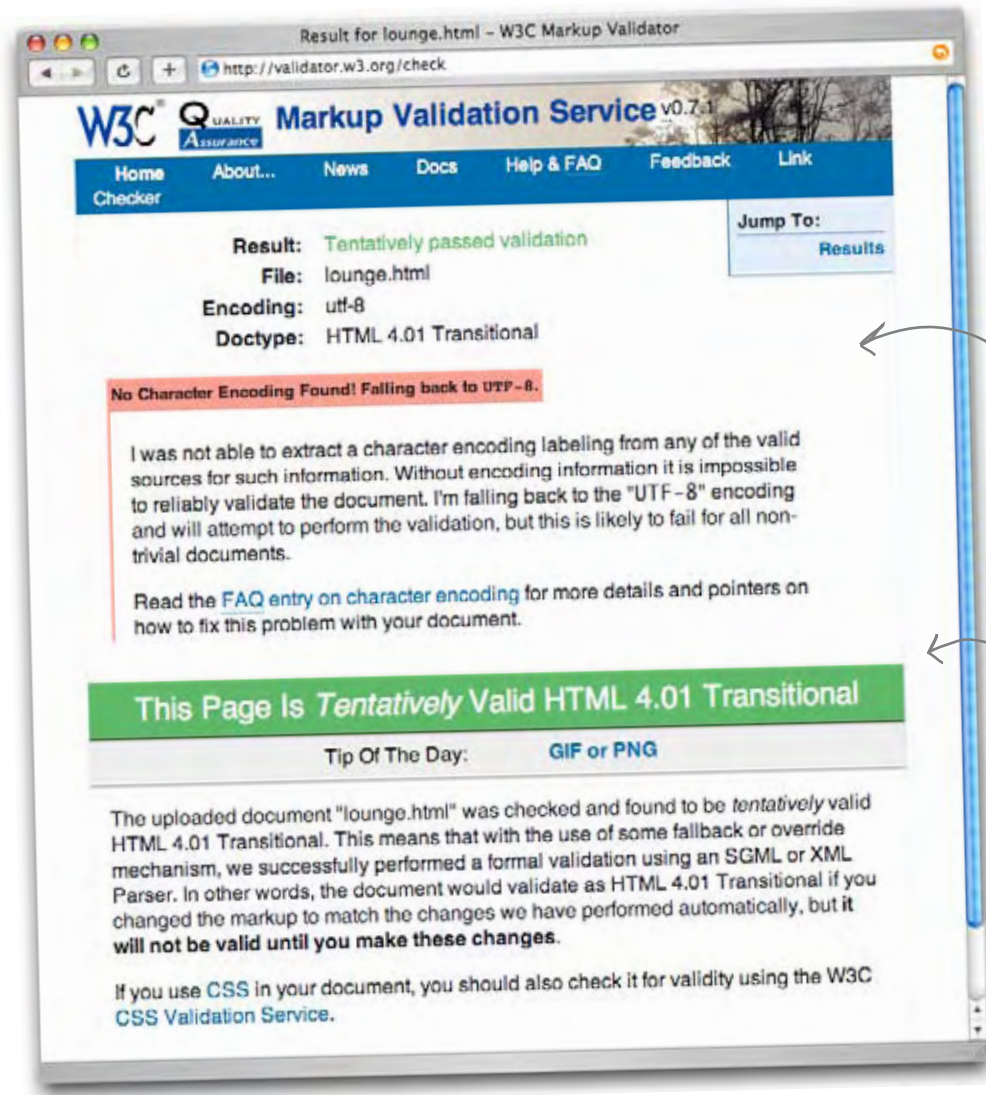 Result for lounge.html – W3C Markup Validator
http://validator.w3.org/check
W3C® QUALITY Assurance Markup Validation Service v0.7.1
Home About... News Docs Help & FAQ Feedback Link
Checker
Jump To:
Results
Result: Tentatively passed validation
File: lounge.html
Encoding: utf-8
Doctype: HTML 4.01 Transitional
No Character Encoding Found! Falling back to UTF-8.
I was not able to extract a character encoding labeling from any of the valid
sources for such information. Without encoding information it is impossible
to reliably validate the document. I'm falling back to the "UTF-8" encoding
and will attempt to perform the validation, but this is likely to fail for all non-
trivial documents.
Read the FAQ entry on character encoding for more details and pointers on
how to fix this problem with your document.
This Page Is Tentatively Valid HTML 4.01 Transitional
Tip Of The Day: GIF or PNG
The uploaded document "lounge.html" was checked and found to be tentatively valid
HTML 4.01 Transitional. This means that with the use of some fallback or override
mechanism, we successfully performed a formal validation using an SGML or XML
Parser. In other words, the document would validate as HTML 4.01 Transitional if you
changed the markup to match the changes we have performed automatically, but it
will not be valid until you make these changes.
If you use CSS in your document, you should also check it for validity using the W3C
CSS Validation Service.